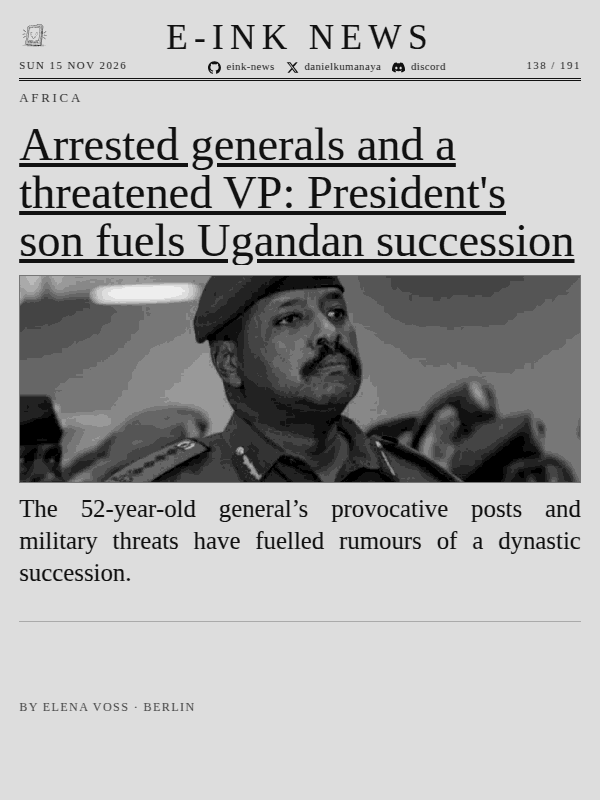 E-INK NEWS
SUN 15 NOV 2026
eink-news
danielkumanaya
discord
138 / 191
AFRICA
Arrested generals and a
threatened VP: President's
son fuels Ugandan succession
The 52-year-old general’s provocative posts and
military threats have fuelled rumours of a dynastic
succession.
BY ELENA VOSS · BERLIN